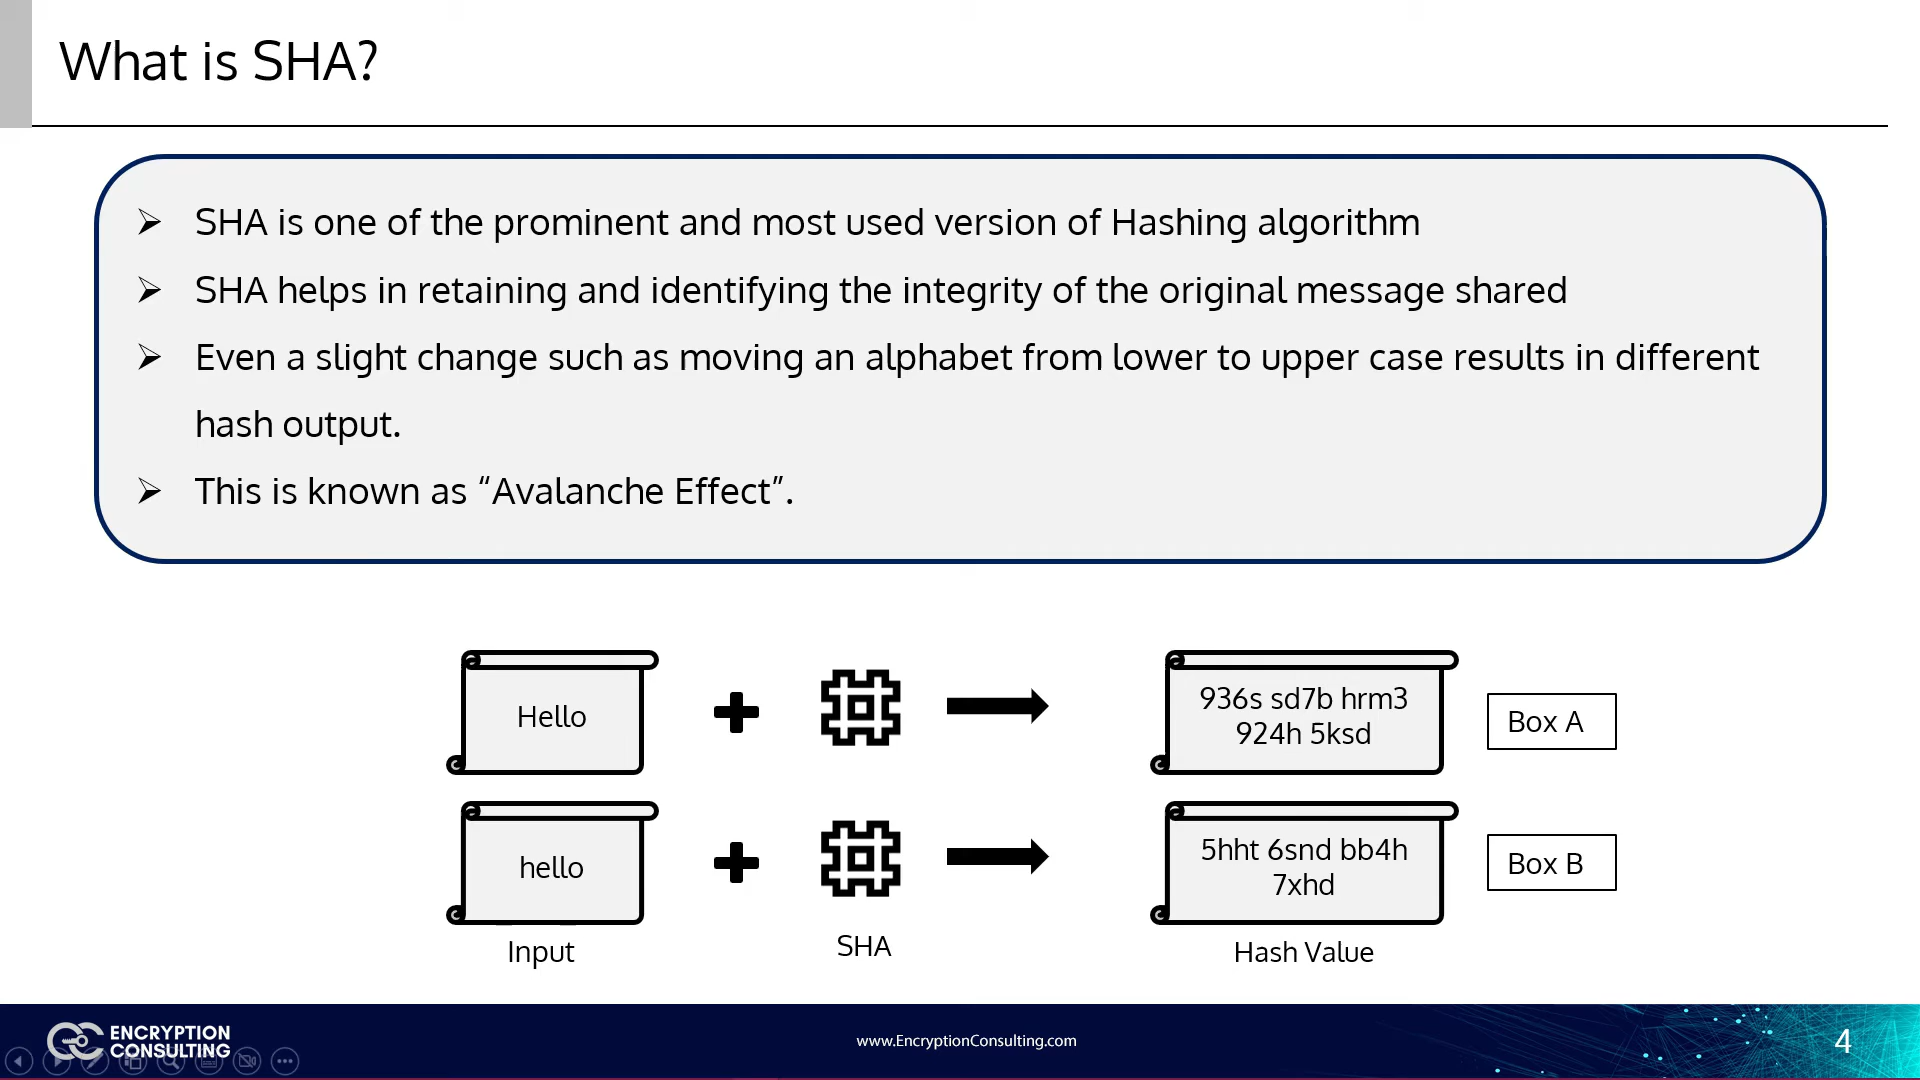 What is SHA?
SHA is one of the prominent and most used version of Hashing algorithm
SHA helps in retaining and identifying the integrity of the original message shared
Even a slight change such as moving an alphabet from lower to upper case results in different
hash output.
This is known as “Avalanche Effect”.
Hello
936s sd7b hrm3
924h 5ksd
Box A
hello
5hht 6snd bb4h
7xhd
Box B
Input
SHA
Hash Value
ENCRYPTION
CONSULTING
www.EncryptionConsulting.com
4